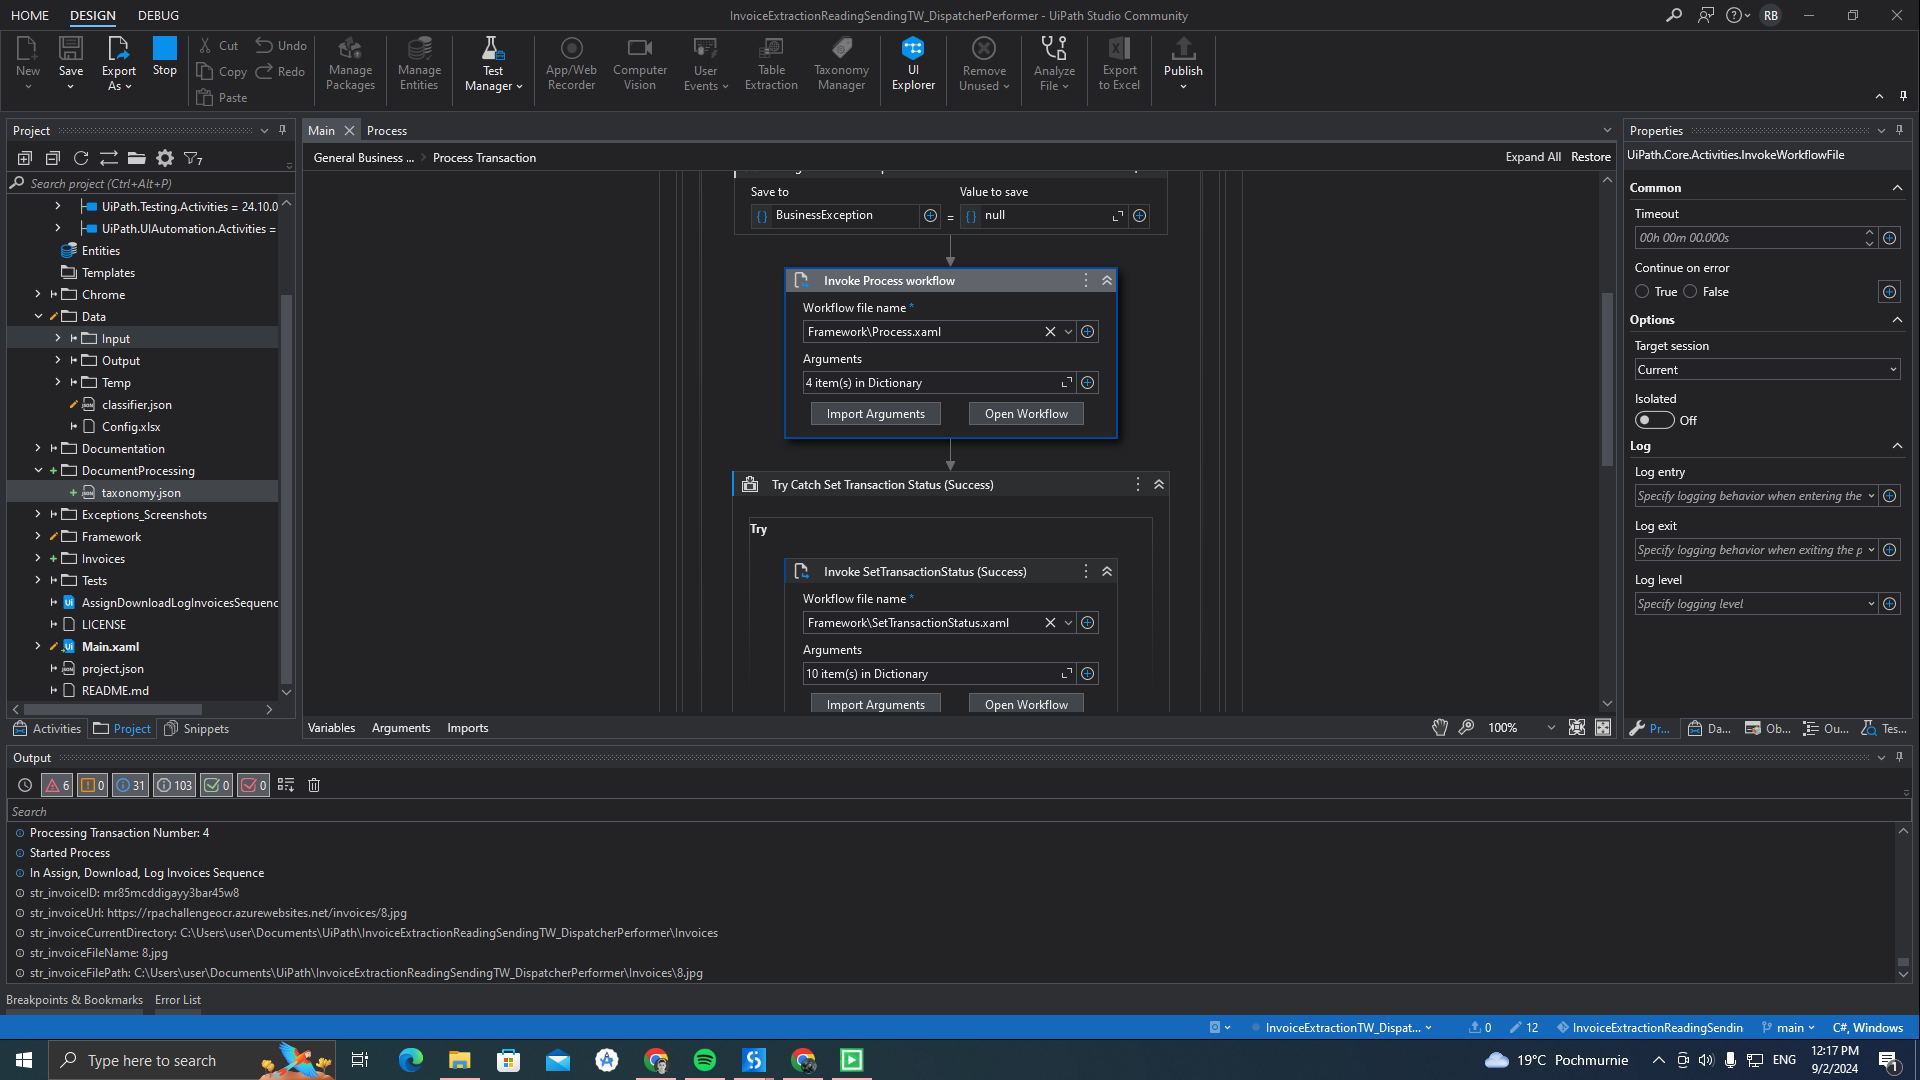 HOME DESIGN DEBUG
InvoiceExtractionReadingSendingTW_DispatcherPerformer - UiPath Studio Community
RB
New
Save
Export As
Stop
Cut
Copy
Paste
Undo
Redo
Manage Packages
Manage Entities
Test Manager
App/Web Recorder
Computer Vision
User Events
Table Extraction
Taxonomy Manager
UI Explorer
Remove Unused
Analyze File
Export to Excel
Publish
Project
7
Search project (Ctrl+Alt+P)
UiPath.Testing.Activities = 24.10.0
UiPath.UIAutomation.Activities =
Entities
Templates
Chrome
Data
Input
Output
Temp
classifier.json
Config.xlsx
Documentation
DocumentProcessing
taxonomy.json
Exceptions_Screenshots
Framework
Invoices
Tests
AssignDownloadLogInvoicesSequenc
LICENSE
Main.xaml
project.json
README.md
Activities Project Snippets
Main Process
General Business ... > Process Transaction
Expand All Restore
Save to Value to save
{ } BusinessException = { } null
Invoke Process workflow
Workflow file name *
Framework\Process.xaml
Arguments
4 item(s) in Dictionary
Import Arguments Open Workflow
Try Catch Set Transaction Status (Success)
Try
Invoke SetTransactionStatus (Success)
Workflow file name *
Framework\SetTransactionStatus.xaml
Arguments
10 item(s) in Dictionary
Import Arguments Open Workflow
Variables Arguments Imports
100%
Properties
UiPath.Core.Activities.InvokeWorkflowFile
Common
Timeout
00h 00m 00.000s
Continue on error
True False
Options
Target session
Current
Isolated
Off
Log
Log entry
Specify logging behavior when entering the
Log exit
Specify logging behavior when exiting the p
Log level
Specify logging level
Pr... Da... Ob... Ou... Tes...
Output
6 0 31 103 0 0
Search
Processing Transaction Number: 4
Started Process
In Assign, Download, Log Invoices Sequence
str_invoiceID: mr85mcddigayy3bar45w8
str_invoiceUrl: https://rpachallengeocr.azurewebsites.net/invoices/8.jpg
str_invoiceCurrentDirectory: C:\Users\user\Documents\UiPath\InvoiceExtractionReadingSendingTW_DispatcherPerformer\Invoices
str_invoiceFileName: 8.jpg
str_invoiceFilePath: C:\Users\user\Documents\UiPath\InvoiceExtractionReadingSendingTW_DispatcherPerformer\Invoices\8.jpg
Breakpoints & Bookmarks Error List
InvoiceExtractionTW_Dispat... 0 12 InvoiceExtractionReadingSendin main C#, Windows
Type here to search
19°C Pochmurnie
ENG
12:17 PM
9/2/2024
1